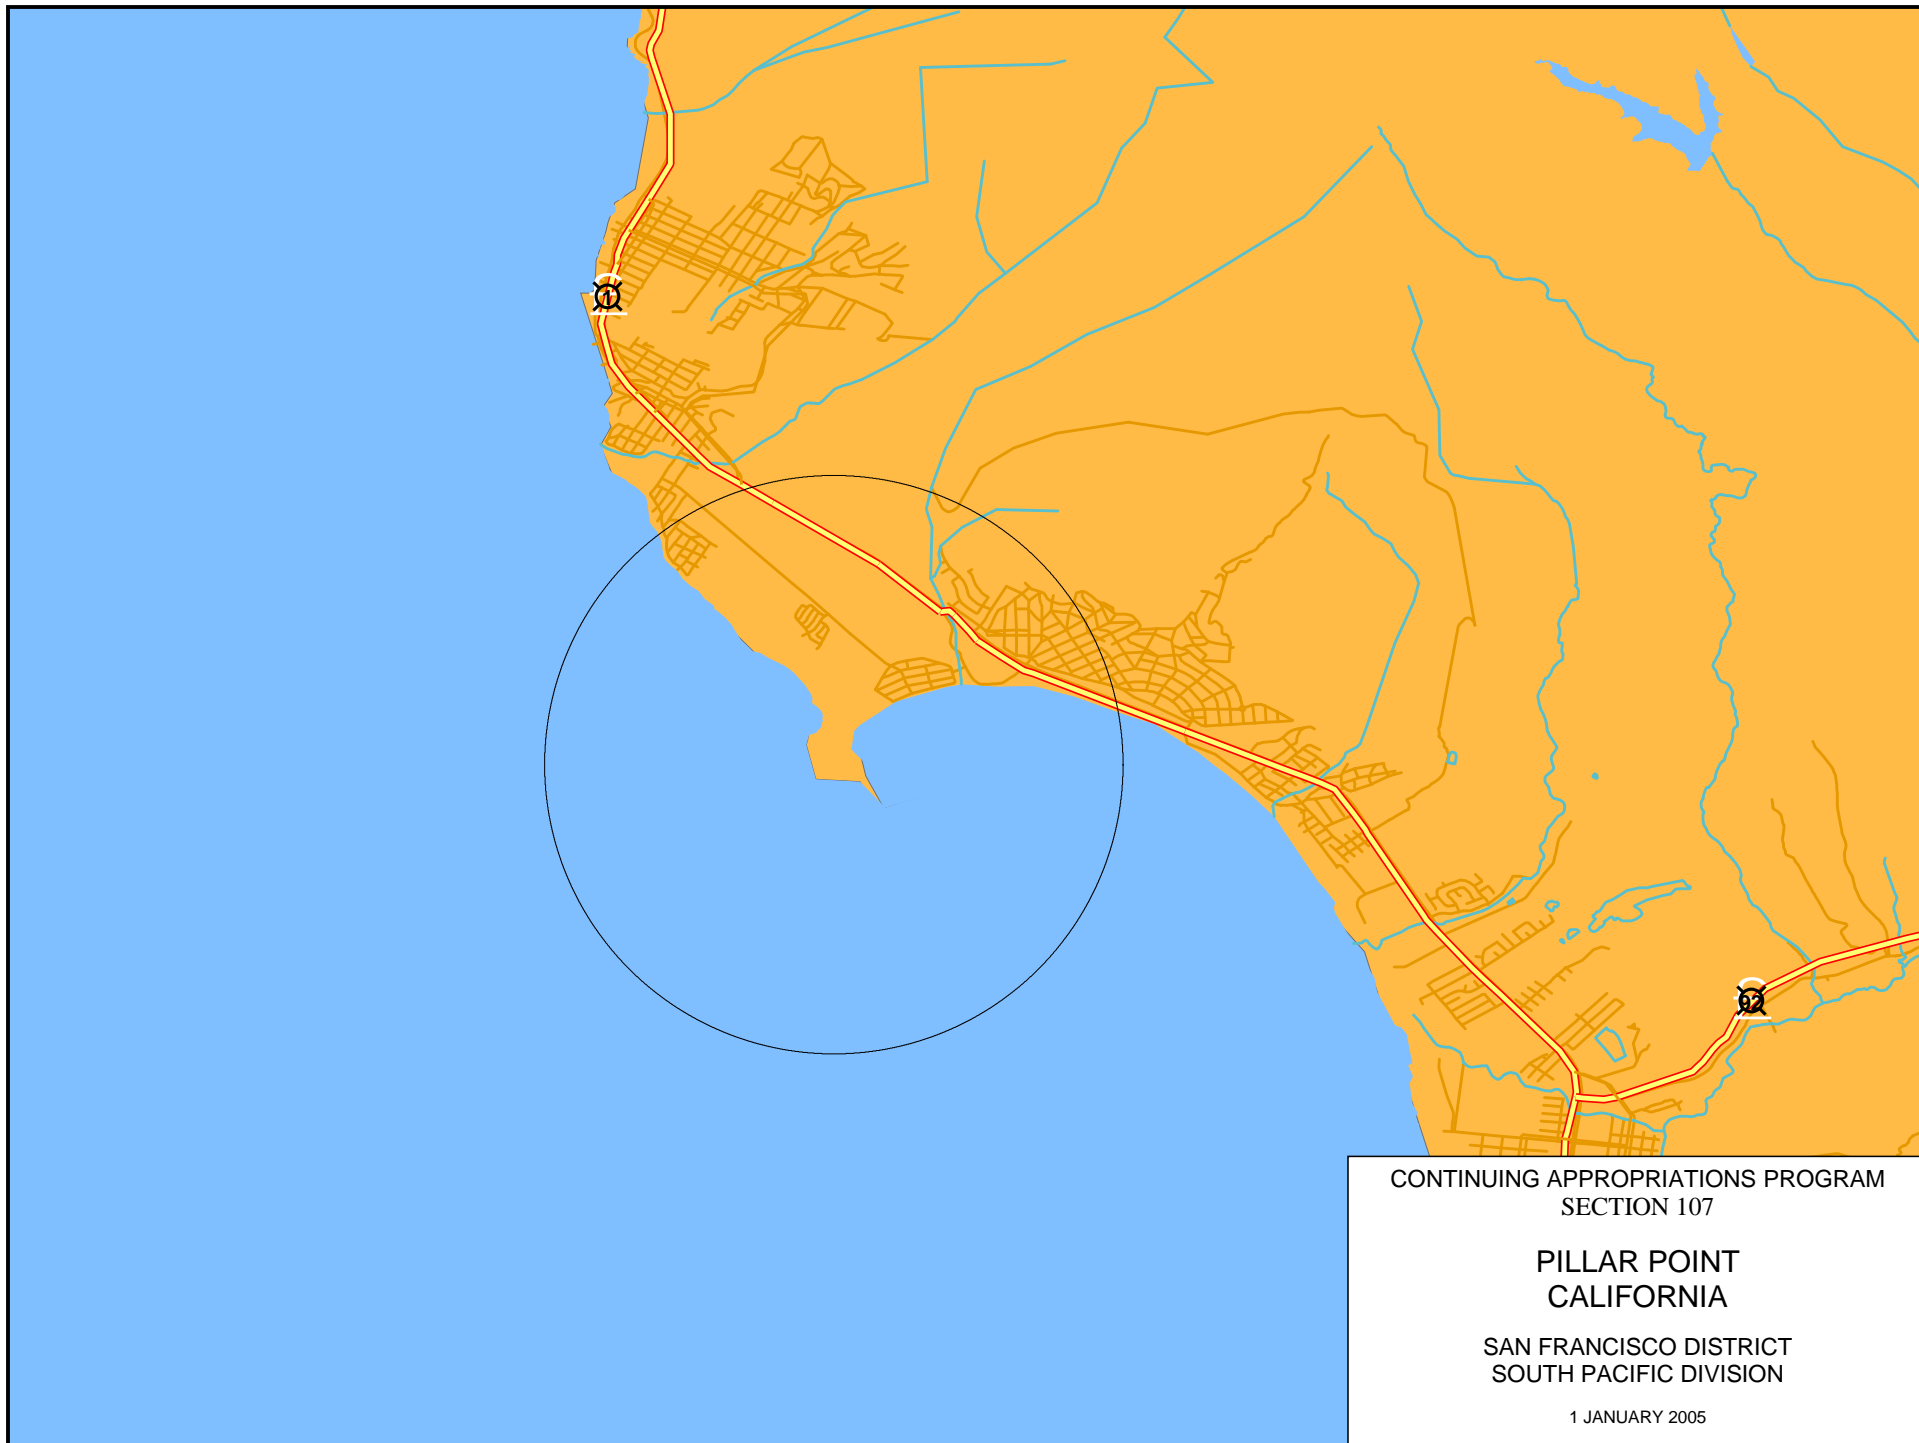 1
92
CONTINUING APPROPRIATIONS PROGRAM
SECTION 107
PILLAR POINT
CALIFORNIA
SAN FRANCISCO DISTRICT
SOUTH PACIFIC DIVISION
1 JANUARY 2005